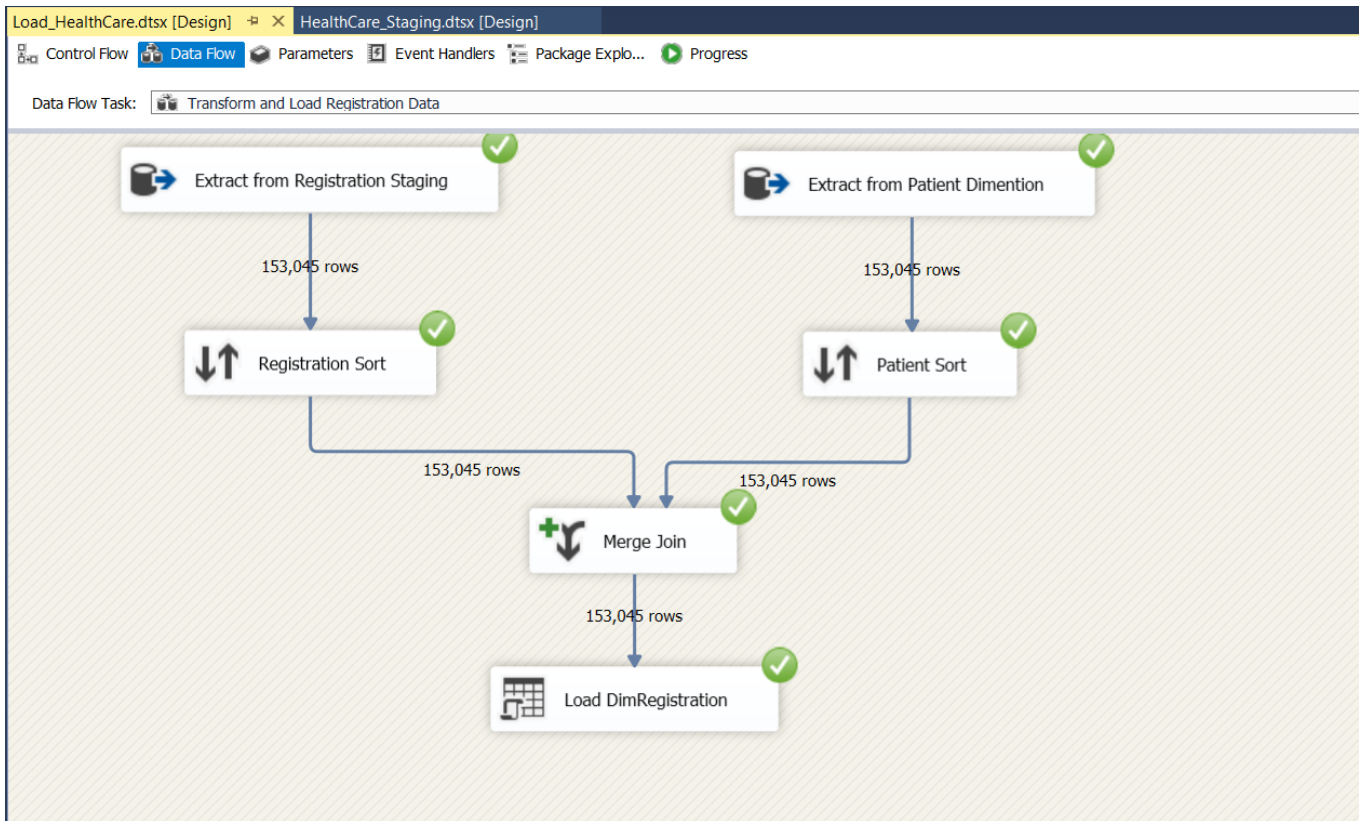 Load_HealthCare.dtsx [Design] HealthCare_Staging.dtsx [Design]
Control Flow Data Flow Parameters Event Handlers Package Explo... Progress
Data Flow Task: Transform and Load Registration Data
Extract from Registration Staging Extract from Patient Dimention
153,045 rows 153,045 rows
Registration Sort Patient Sort
153,045 rows 153,045 rows
Merge Join
153,045 rows
Load DimRegistration